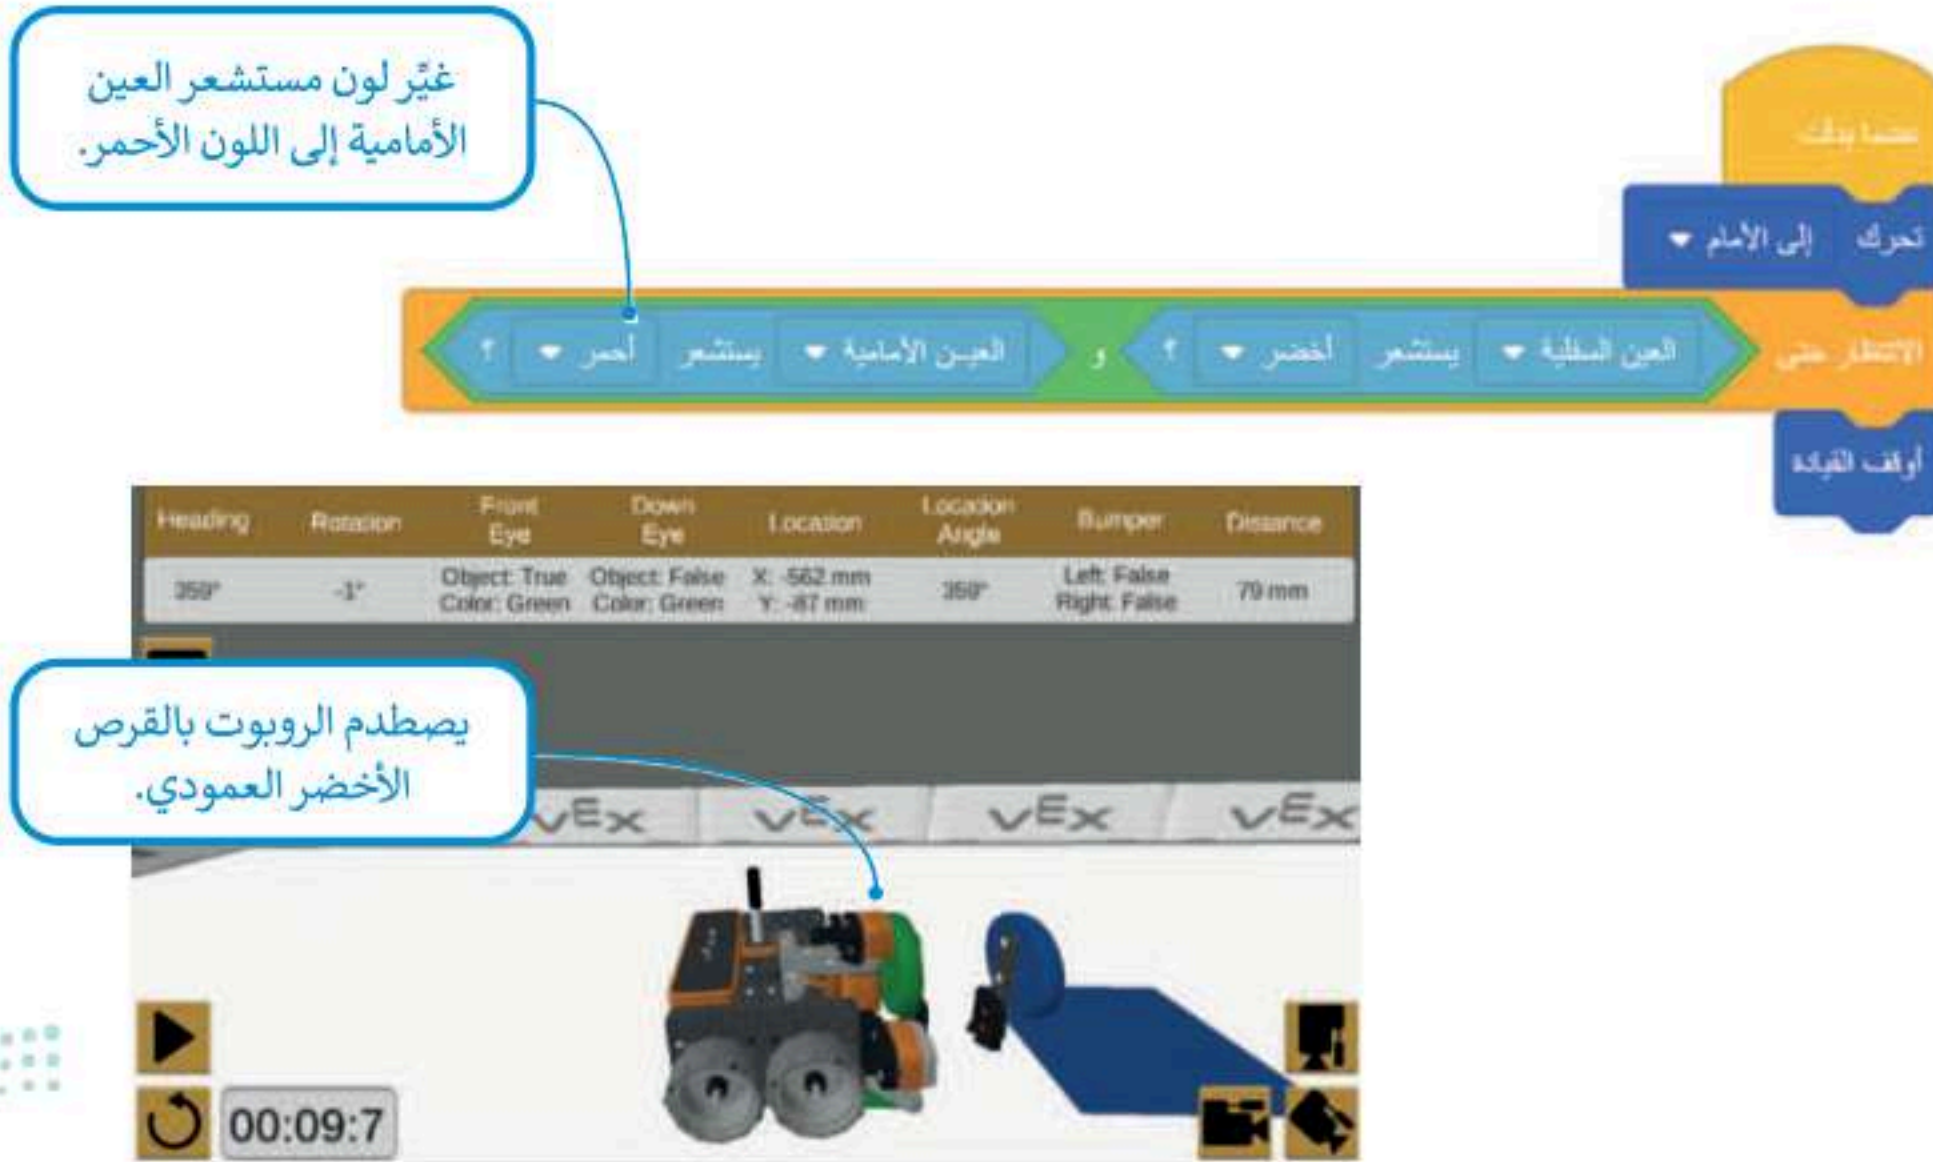 غيِّر لون مستشعر العين
الأمامية إلى اللون الأحمر.
عندما بدأت
تحرك إلى الأمام
الانتظار حتى العين السفلية يستشعر أخضر ؟ و العيـن الأمامية يستشعر أحمر ؟
أوقف القيادة
Heading Rotation Front Eye Down Eye Location Location Angle Bumper Distance
359° -1° Object: True Object: False X: -562 mm 359° Left: False 79 mm
Color: Green Color: Green Y: -87 mm Right: False
يصطدم الروبوت بالقرص
الأخضر العمودي.
VEX VEX VEX VEX
00:09:7